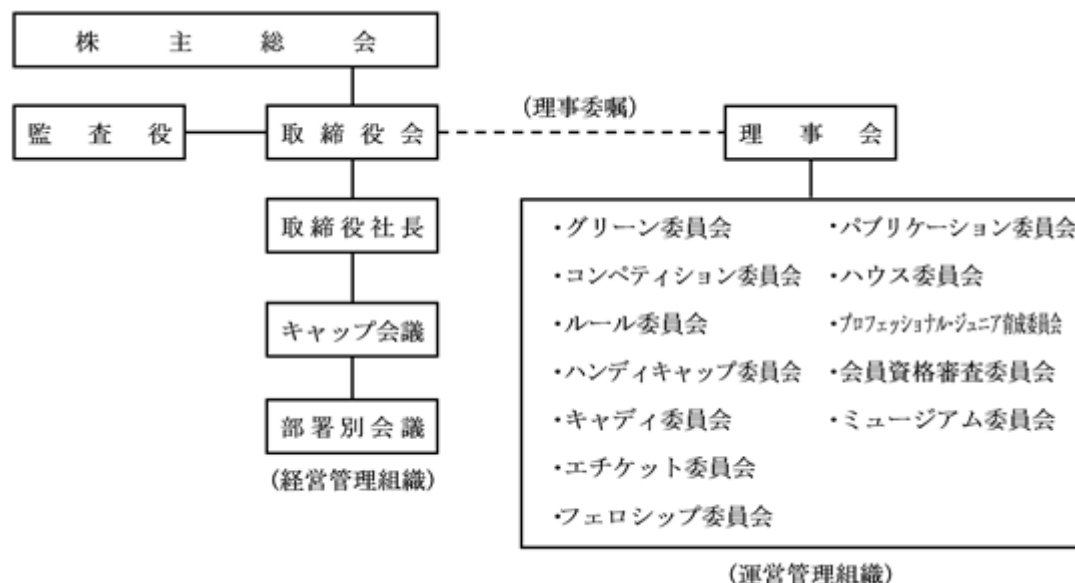 株主総会
(理事委嘱)
監査役
取締役会
理事会
取締役社長
キャップ会議
部署別会議
(経営管理組織)
・グリーン委員会
・コンペティション委員会
・ルール委員会
・ハンディキャップ委員会
・キャディ委員会
・エチケット委員会
・フェロシップ委員会
・パブリケーション委員会
・ハウス委員会
・プロフェッショナル・ジュニア育成委員会
・会員資格審査委員会
・ミュージアム委員会
(運営管理組織)